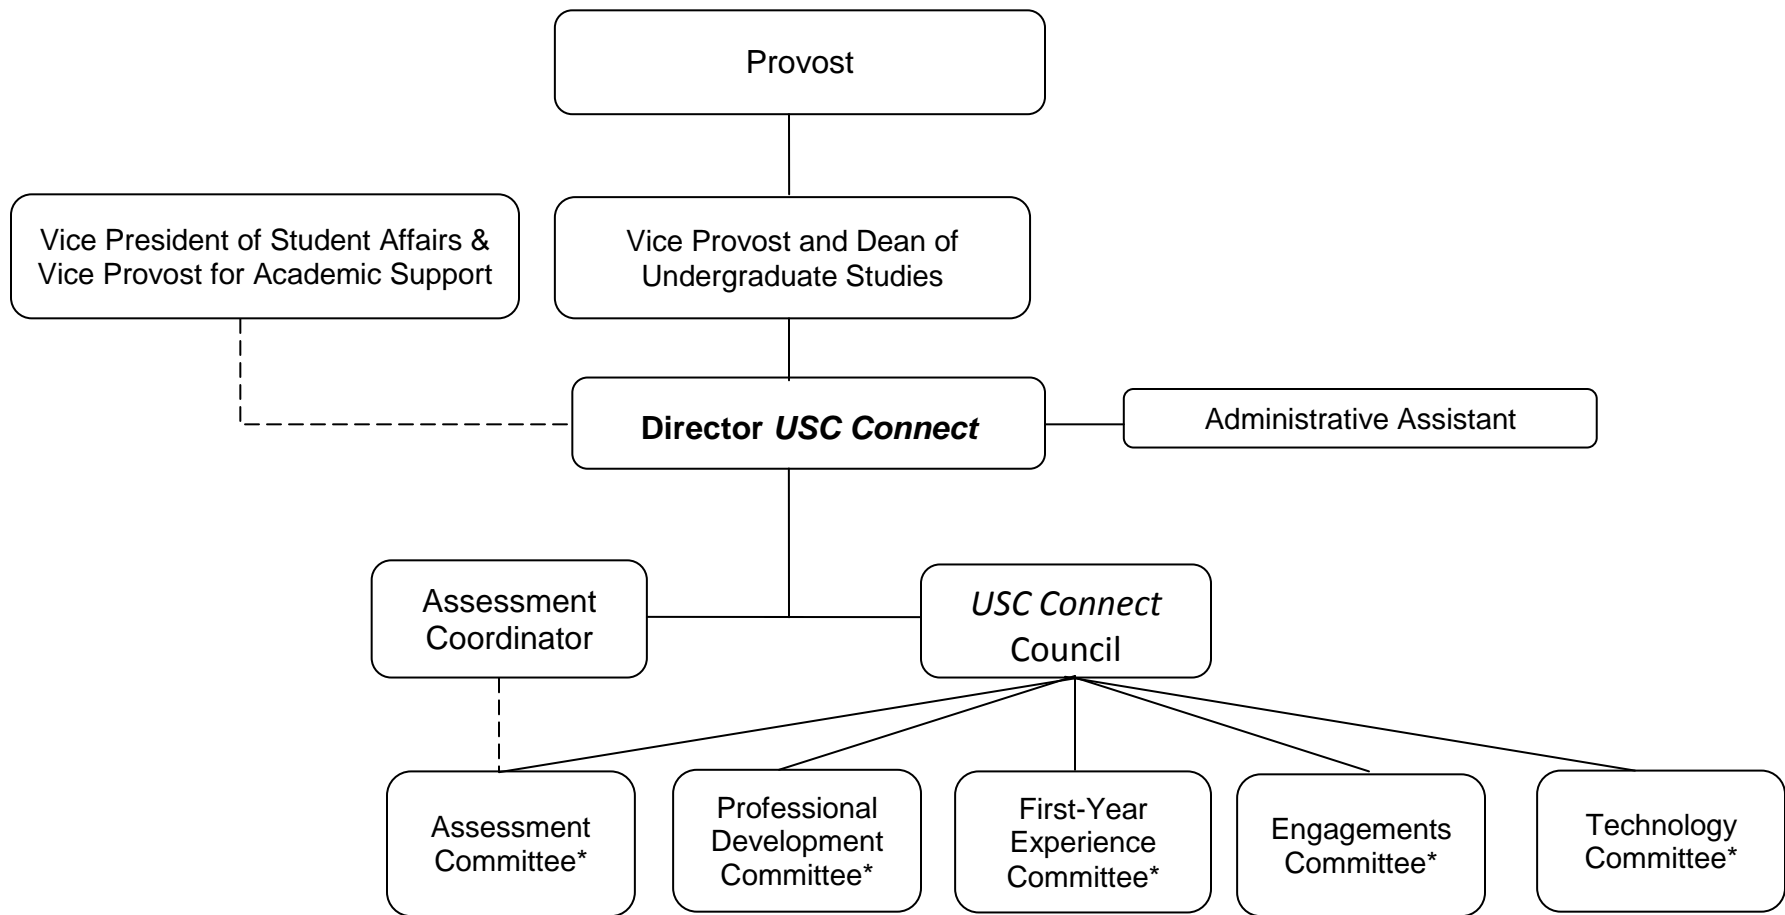 Provost
Vice President of Student Affairs &
Vice Provost for Academic Support
Vice Provost and Dean of
Undergraduate Studies
Director USC Connect
Administrative Assistant
Assessment
Coordinator
USC Connect
Council
Assessment
Committee*
Professional
Development
Committee*
First-Year
Experience
Committee*
Engagements
Committee*
Technology
Committee*